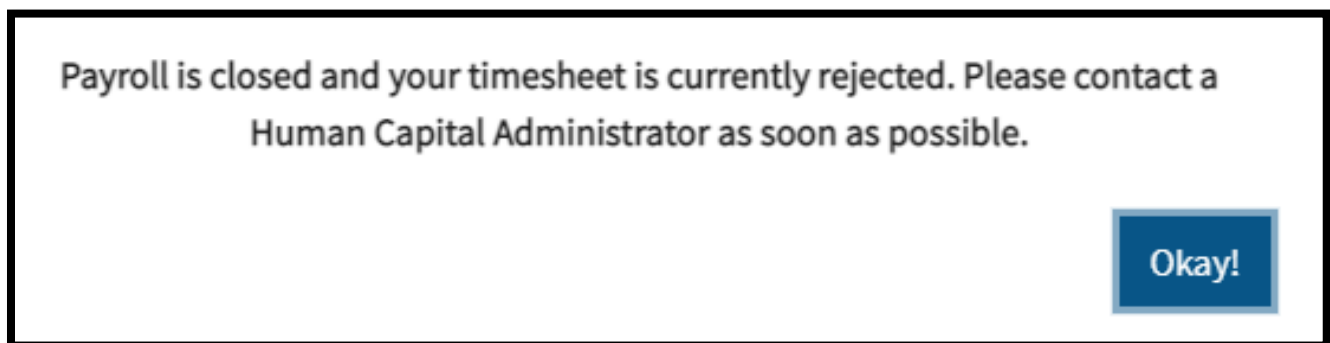 Payroll is closed and your timesheet is currently rejected. Please contact a
Human Capital Administrator as soon as possible.
Okay!